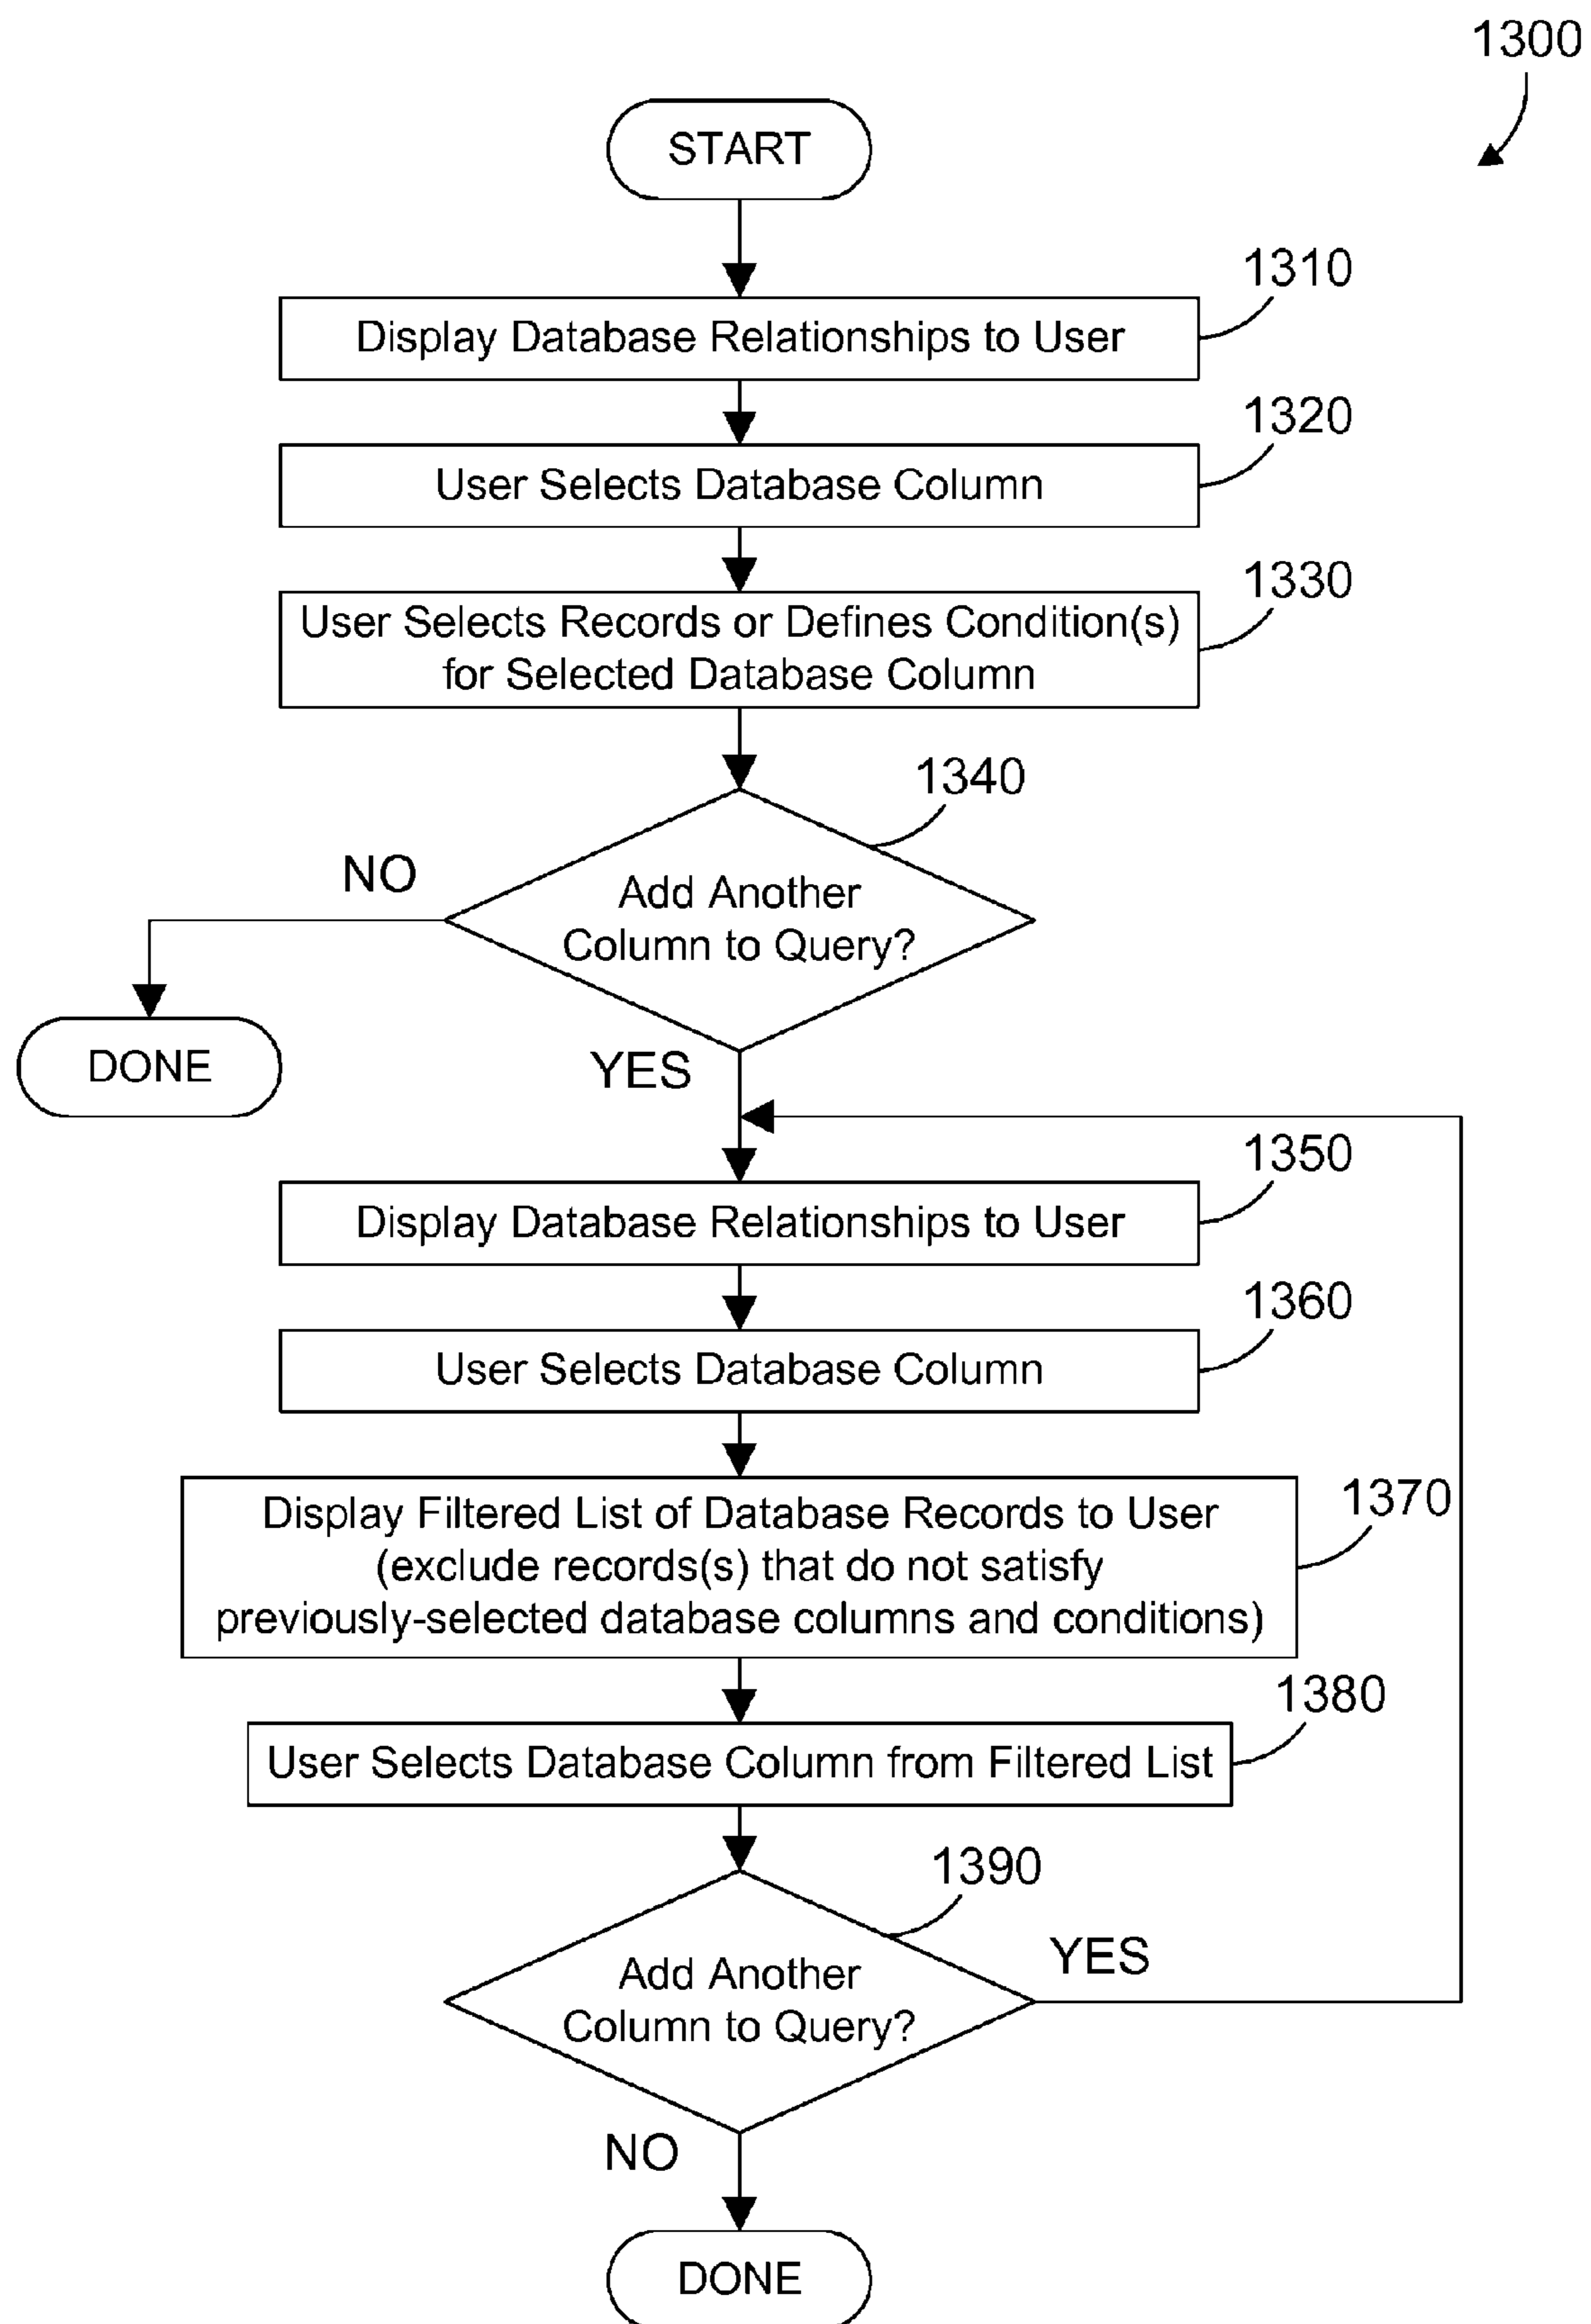 1300
START
1310
Display Database Relationships to User
1320
User Selects Database Column
1330
User Selects Records or Defines Condition(s)
for Selected Database Column
1340
NO
Add Another
Column to Query?
DONE
YES
1350
Display Database Relationships to User
1360
User Selects Database Column
1370
Display Filtered List of Database Records to User
(exclude records(s) that do not satisfy
previously-selected database columns and conditions)
1380
User Selects Database Column from Filtered List
1390
YES
Add Another
Column to Query?
NO
DONE